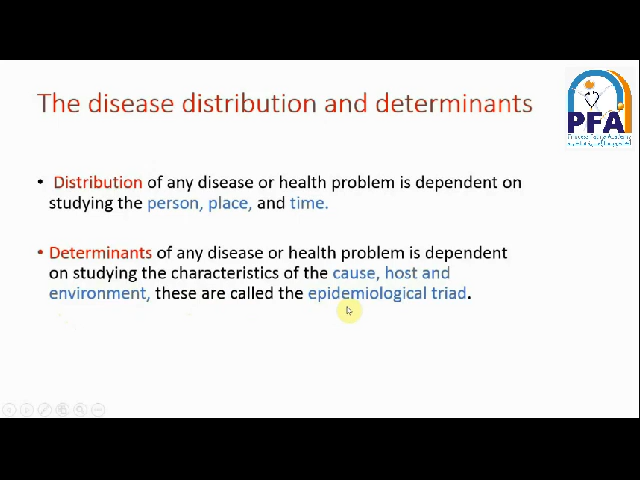 The disease distribution and determinants
PFA
• Distribution of any disease or health problem is dependent on
studying the person, place, and time.
• Determinants of any disease or health problem is dependent
on studying the characteristics of the cause, host and
environment, these are called the epidemiological triad.